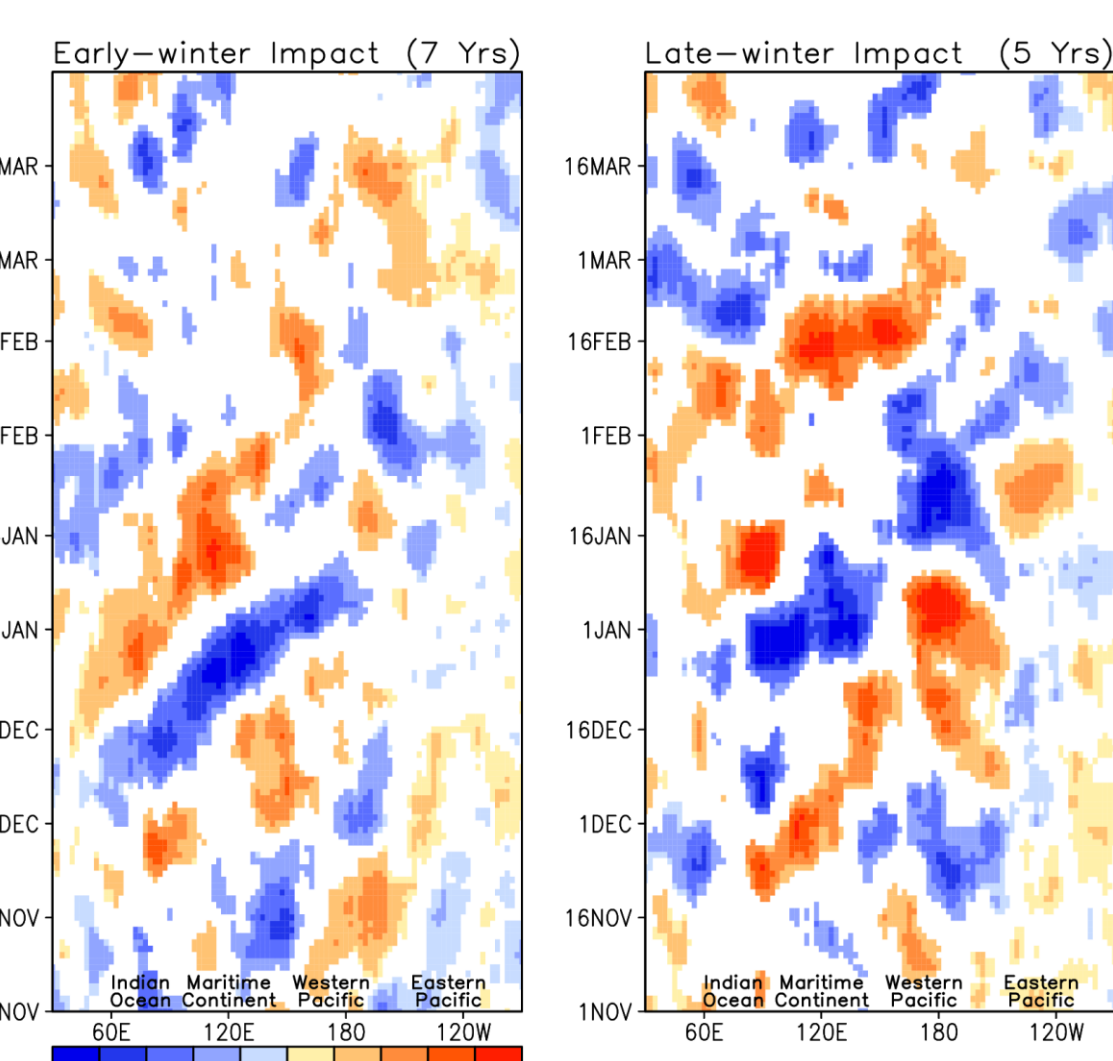 Early-winter Impact (7 Yrs)
MAR
MAR
FEB
FEB
JAN
JAN
DEC
DEC
NOV
NOV
Indian Ocean
Maritime Continent
Western Pacific
Eastern Pacific
60E 120E 180 120W
Late-winter Impact (5 Yrs)
16MAR
1MAR
16FEB
1FEB
16JAN
1JAN
16DEC
1DEC
16NOV
1NOV
Indian Ocean
Maritime Continent
Western Pacific
Eastern Pacific
60E 120E 180 120W